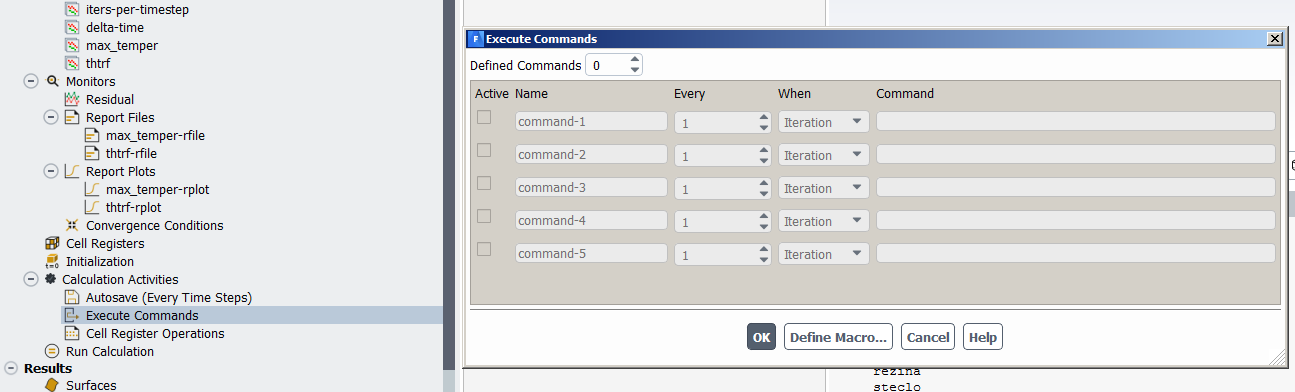 iters-per-timestep
delta-time
max_temper
thtrf
Monitors
Residual
Report Files
max_temper-rfile
thtrf-rfile
Report Plots
max_temper-rplot
thtrf-rplot
Convergence Conditions
Cell Registers
t=0 Initialization
Calculation Activities
Autosave (Every Time Steps)
Execute Commands
Cell Register Operations
Run Calculation
Results
Surfaces
F Execute Commands
Defined Commands 0
Active Name Every When Command
command-1 1 Iteration
command-2 1 Iteration
command-3 1 Iteration
command-4 1 Iteration
command-5 1 Iteration
OK Define Macro... Cancel Help
rezina
steclo